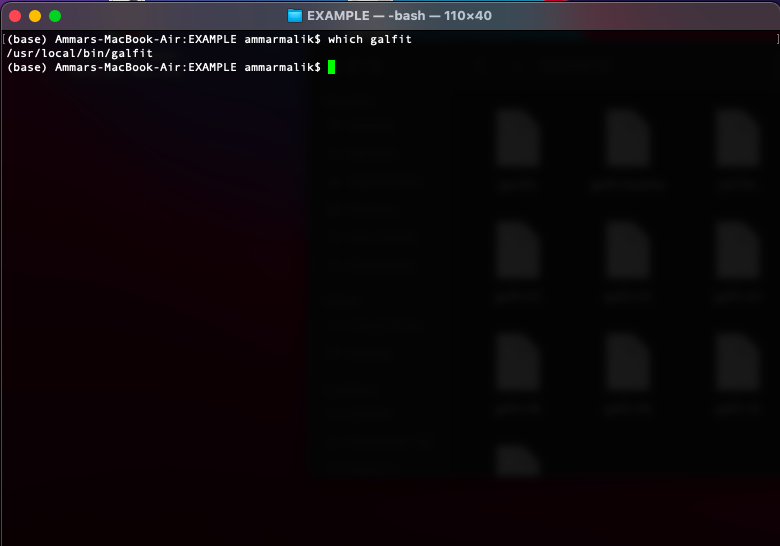 EXAMPLE — -bash — 110×40
(base) Ammars-MacBook-Air:EXAMPLE ammarmalik$ which galfit
/usr/local/bin/galfit
(base) Ammars-MacBook-Air:EXAMPLE ammarmalik$